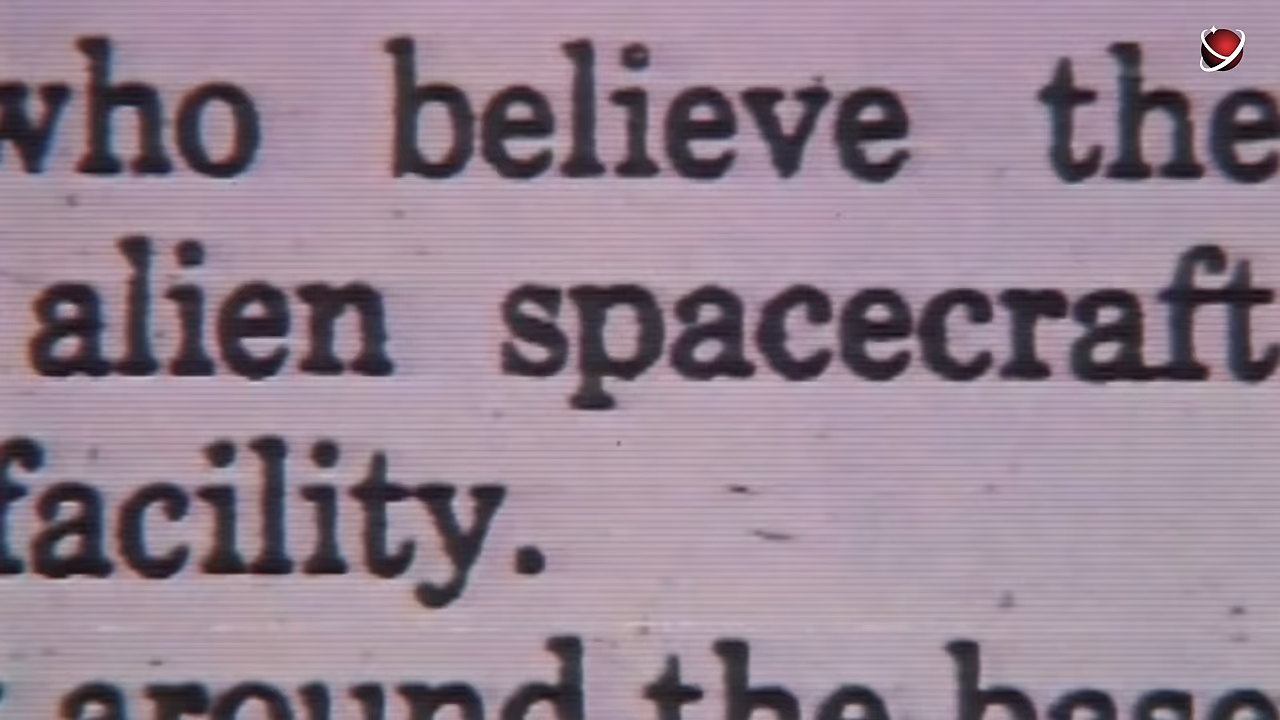 who believe the
alien spacecraft
facility.
around the base